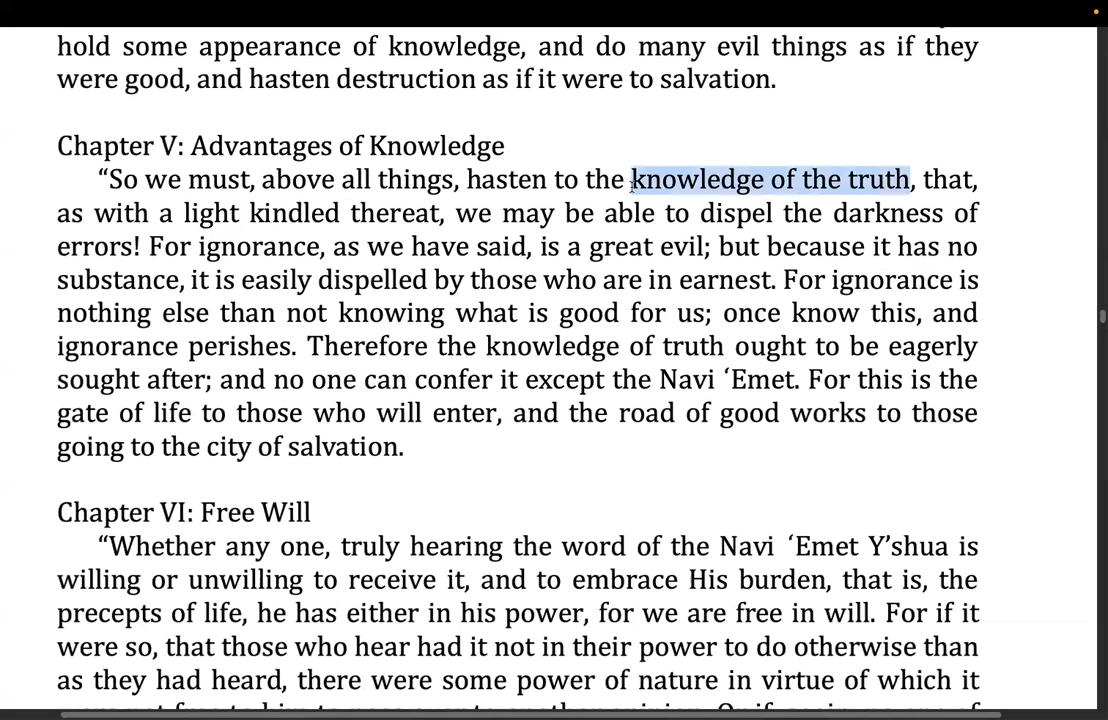 hold some appearance of knowledge, and do many evil things as if they
were good, and hasten destruction as if it were to salvation.
Chapter V: Advantages of Knowledge
“So we must, above all things, hasten to the knowledge of the truth, that,
as with a light kindled thereat, we may be able to dispel the darkness of
errors! For ignorance, as we have said, is a great evil; but because it has no
substance, it is easily dispelled by those who are in earnest. For ignorance is
nothing else than not knowing what is good for us; once know this, and
ignorance perishes. Therefore the knowledge of truth ought to be eagerly
sought after; and no one can confer it except the Navi ‘Emet. For this is the
gate of life to those who will enter, and the road of good works to those
going to the city of salvation.
Chapter VI: Free Will
“Whether any one, truly hearing the word of the Navi ‘Emet Y’shua is
willing or unwilling to receive it, and to embrace His burden, that is, the
precepts of life, he has either in his power, for we are free in will. For if it
were so, that those who hear had it not in their power to do otherwise than
as they had heard, there were some power of nature in virtue of which it